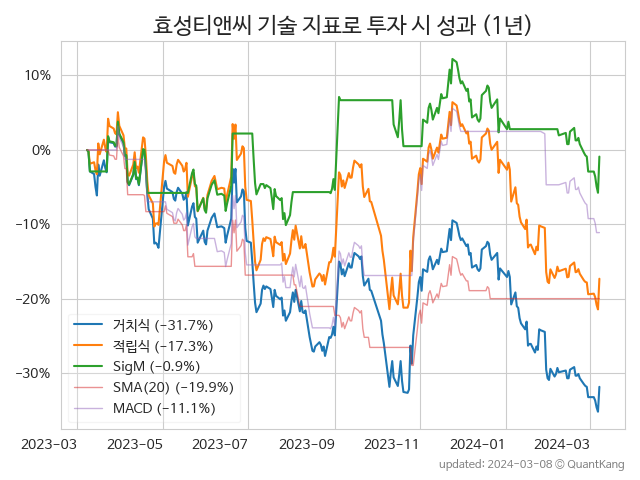 효성티앤씨 기술 지표로 투자 시 성과 (1년)
10%
0%
−10%
−20%
−30%
거치식 (−31.7%)
적립식 (−17.3%)
SigM (−0.9%)
SMA(20) (−19.9%)
MACD (−11.1%)
2023−03 2023−05 2023−07 2023−09 2023−11 2024−01 2024−03
updated: 2024−03−08 © QuantKang